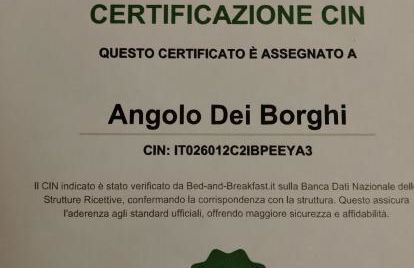 CERTIFICAZIONE CIN
QUESTO CERTIFICATO È ASSEGNATO A
Angolo Dei Borghi
CIN: IT026012C2IBPEEYA3
Il CIN indicato è stato verificato da Bed-and-Breakfast.it sulla Banca Dati Nazionale delle
Strutture Ricettive, confermando la corrispondenza con la struttura. Questo assicura
l'aderenza agli standard ufficiali, offrendo maggiore sicurezza e affidabilità.